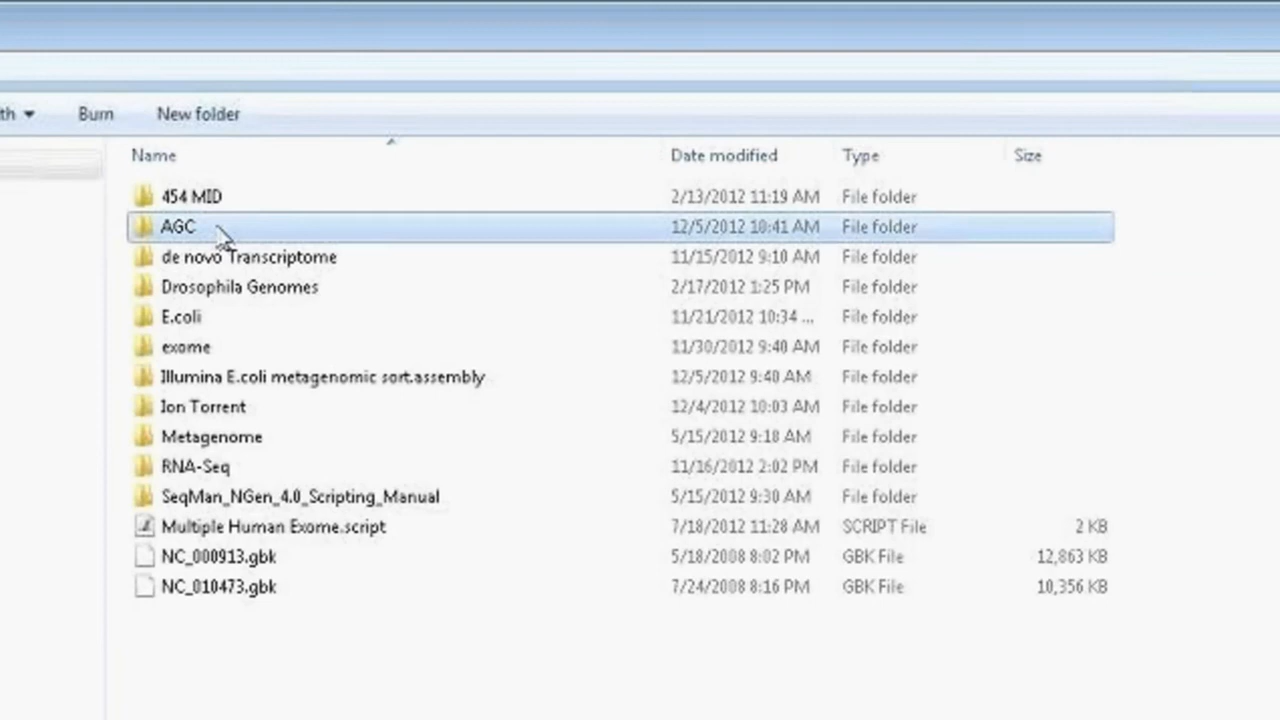 th Burn New folder
Name Date modified Type Size
454 MID 2/13/2012 11:19 AM File folder
AGC 12/5/2012 10:41 AM File folder
de novo Transcriptome 11/15/2012 9:10 AM File folder
Drosophila Genomes 2/17/2012 1:25 PM File folder
E.coli 11/21/2012 10:34 ... File folder
exome 11/30/2012 9:40 AM File folder
Illumina E.coli metagenomic sort.assembly 12/5/2012 9:40 AM File folder
Ion Torrent 12/4/2012 10:03 AM File folder
Metagenome 5/15/2012 9:18 AM File folder
RNA-Seq 11/16/2012 2:02 PM File folder
SeqMan_NGen_4.0_Scripting_Manual 5/15/2012 9:30 AM File folder
Multiple Human Exome.script 7/18/2012 11:28 AM SCRIPT File 2 KB
NC_000913.gbk 5/18/2008 8:02 PM GBK File 12,863 KB
NC_010473.gbk 7/24/2008 8:16 PM GBK File 10,356 KB